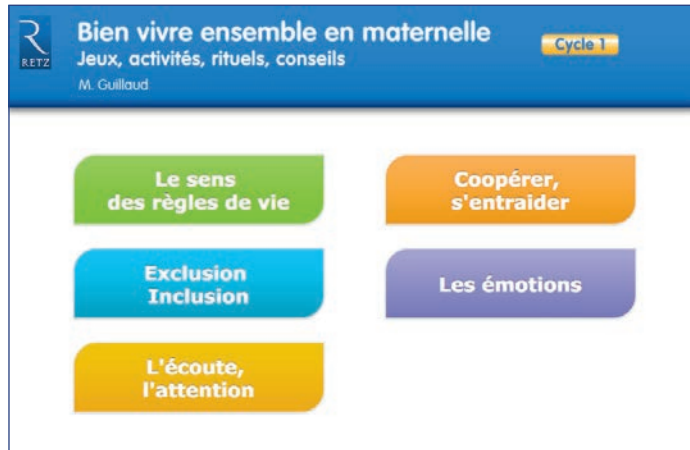 RETZ
Bien vivre ensemble en maternelle
Jeux, activités, rituels, conseils
M. Guillaud
Cycle 1
Le sens
des règles de vie
Coopérer,
s'entraider
Exclusion
Inclusion
Les émotions
L'écoute,
l'attention